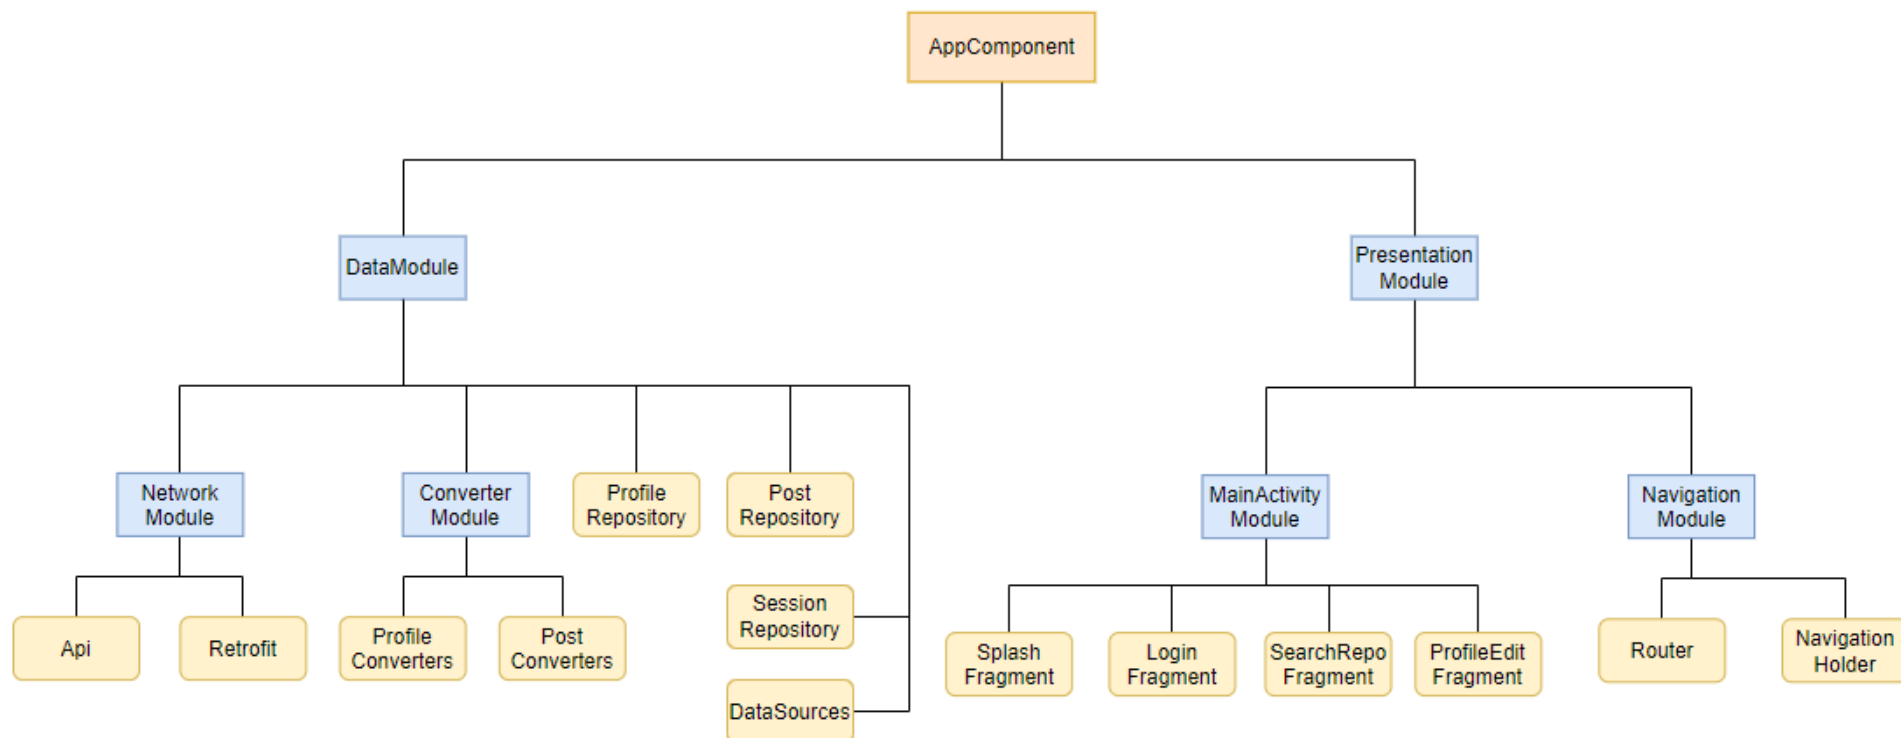 AppComponent
DataModule
Presentation
Module
Network
Module
Converter
Module
Profile
Repository
Post
Repository
MainActivity
Module
Navigation
Module
Session
Repository
Api
Retrofit
Profile
Converters
Post
Converters
Splash
Fragment
Login
Fragment
SearchRepo
Fragment
ProfileEdit
Fragment
Router
Navigation
Holder
DataSources